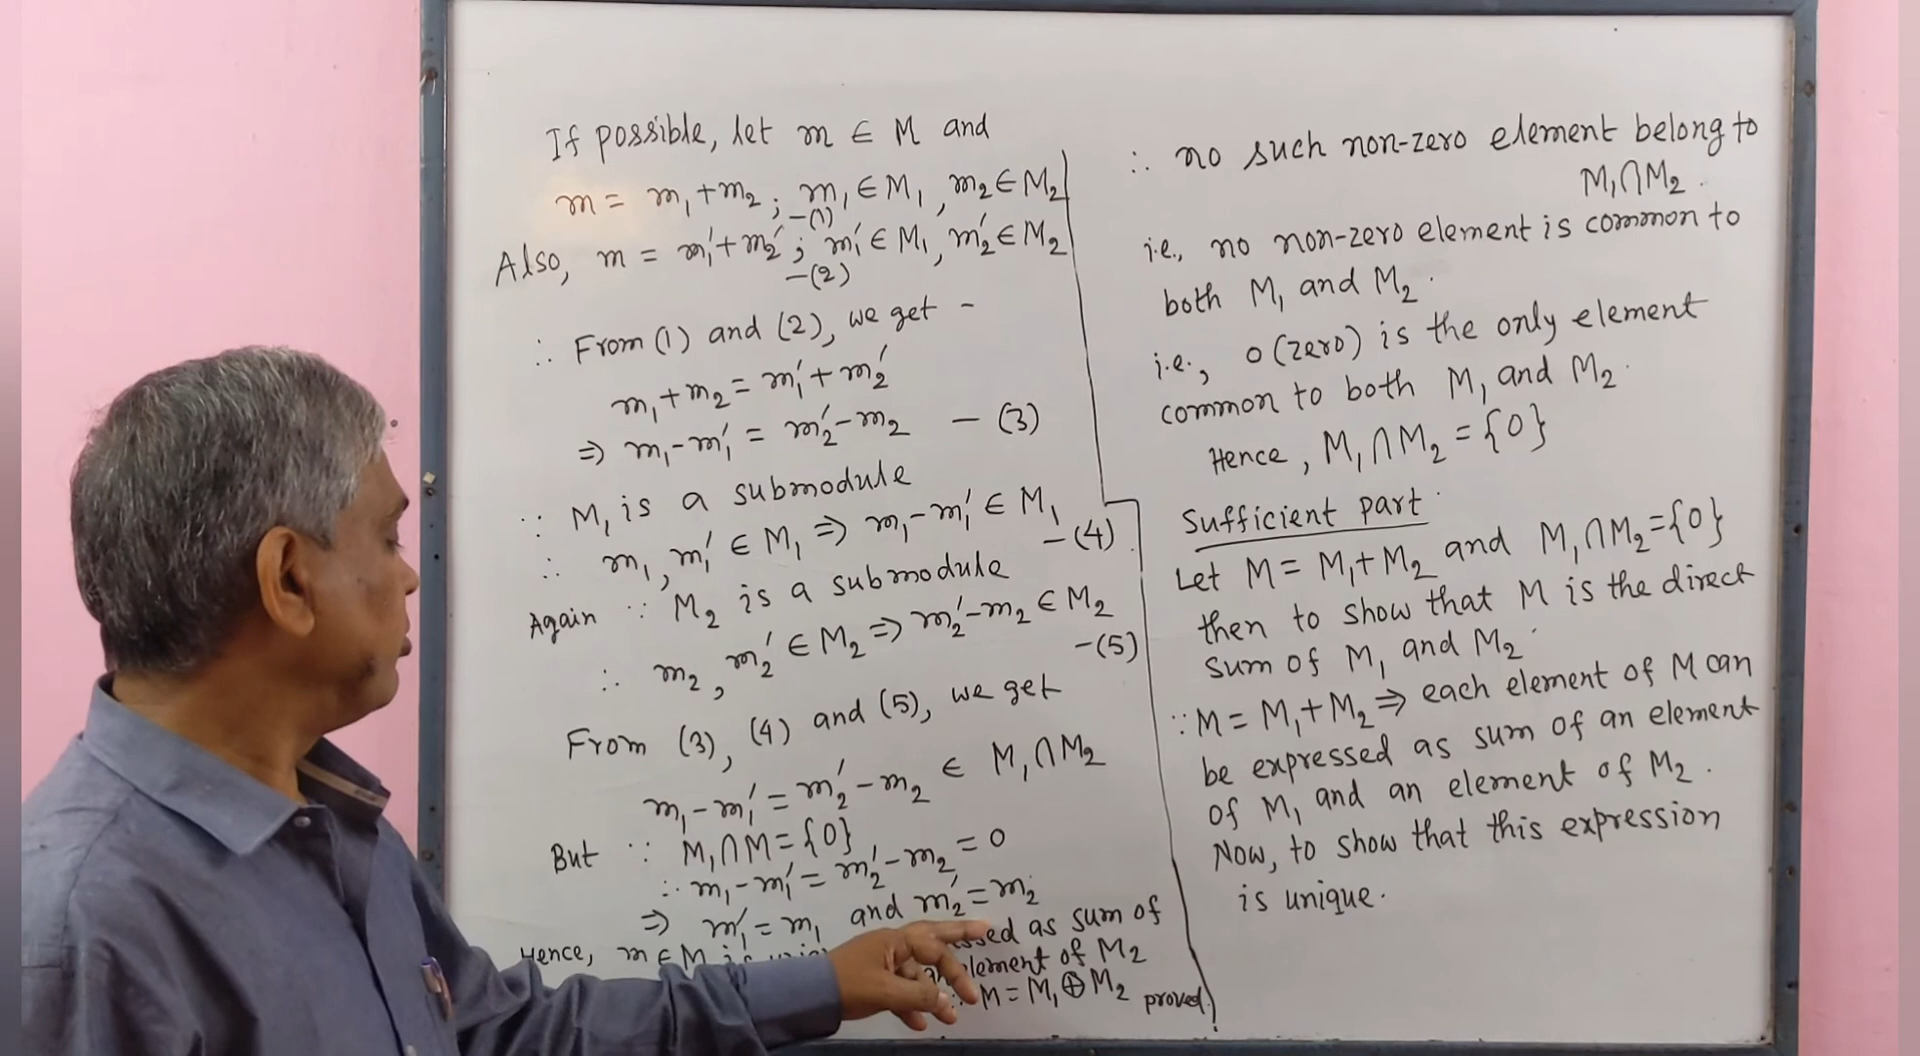 If possible, let m ∈ M and
m = m₁+m₂ ; m₁ ∈ M₁ , m₂ ∈ M₂
-(1)
Also, m = m₁′+m₂′ ; m₁′ ∈ M₁ , m₂′ ∈ M₂
-(2)
∴ From (1) and (2), we get -
m₁+m₂ = m₁′+m₂′
⇒ m₁-m₁′ = m₂′-m₂ - (3)
∵ M₁ is a submodule
∴ m₁, m₁′ ∈ M₁ ⇒ m₁-m₁′ ∈ M₁
-(4)
Again ∵ M₂ is a submodule
∴ m₂, m₂′ ∈ M₂ ⇒ m₂′-m₂ ∈ M₂
-(5)
From (3), (4) and (5), we get
m₁-m₁′ = m₂′-m₂ ∈ M₁∩M₂
But ∵ M₁∩M={0}
∴ m₁-m₁′ = m₂′-m₂ = 0
⇒ m₁′ = m₁ and m₂′ = m₂
Hence, m ∈ M is as sum of
of M₂
M = M₁⊕M₂ proved.
∴ no such non-zero element belong to
M₁∩M₂.
i.e., no non-zero element is common to
both M₁ and M₂.
i.e., 0 (zero) is the only element
common to both M₁ and M₂.
Hence, M₁∩M₂ = {0}
Sufficient part.
Let M = M₁+M₂ and M₁∩M₂={0}
then to show that M is the direct
sum of M₁ and M₂.
∵ M = M₁+M₂ ⇒ each element of M can
be expressed as sum of an element
of M₁ and an element of M₂.
Now, to show that this expression
is unique.